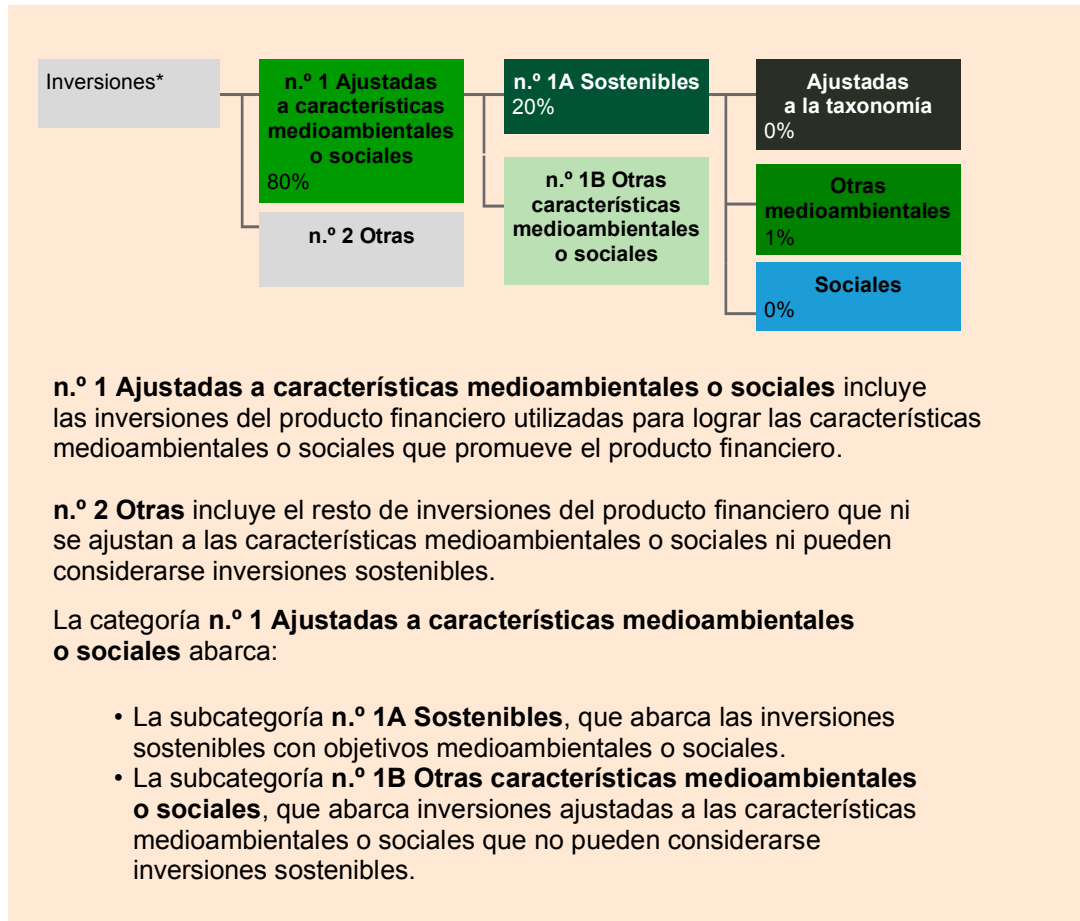 Inversiones*
n.º 1 Ajustadas
a características
medioambientales
o sociales
80%
n.º 2 Otras
n.º 1A Sostenibles
20%
n.º 1B Otras
características
medioambientales
o sociales
Ajustadas
a la taxonomía
0%
Otras
medioambientales
1%
Sociales
0%
n.º 1 Ajustadas a características medioambientales o sociales incluye
las inversiones del producto financiero utilizadas para lograr las características
medioambientales o sociales que promueve el producto financiero.
n.º 2 Otras incluye el resto de inversiones del producto financiero que ni
se ajustan a las características medioambientales o sociales ni pueden
considerarse inversiones sostenibles.
La categoría n.º 1 Ajustadas a características medioambientales
o sociales abarca:
• La subcategoría n.º 1A Sostenibles, que abarca las inversiones
sostenibles con objetivos medioambientales o sociales.
• La subcategoría n.º 1B Otras características medioambientales
o sociales, que abarca inversiones ajustadas a las características
medioambientales o sociales que no pueden considerarse
inversiones sostenibles.